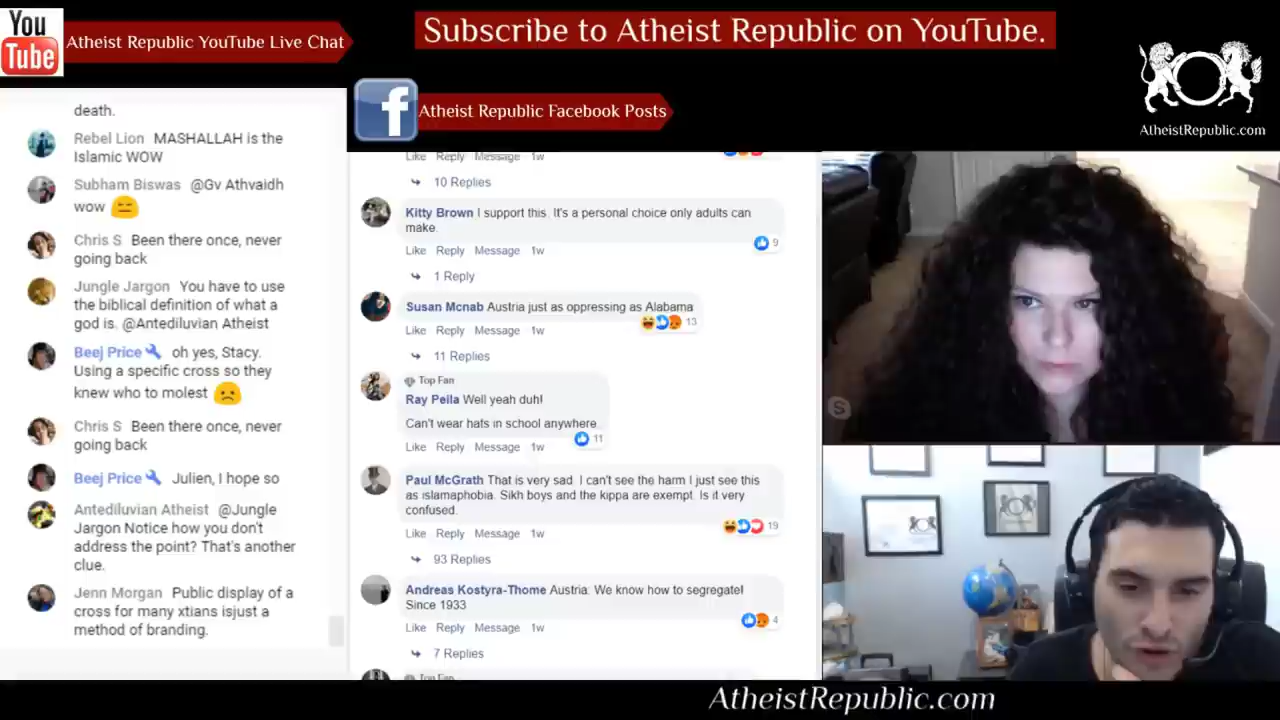 You
Tube
Atheist Republic YouTube Live Chat
Subscribe to Atheist Republic on YouTube.
AtheistRepublic.com
f
Atheist Republic Facebook Posts
death.
Rebel Lion MASHALLAH is the
Islamic WOW
Subham Biswas @Gv Athvaidh
wow 😑
Chris S Been there once, never
going back
Jungle Jargon You have to use
the biblical definition of what a
god is. @Antediluvian Atheist
Beej Price oh yes, Stacy.
Using a specific cross so they
knew who to molest ☹️
Chris S Been there once, never
going back
Beej Price Julien, I hope so
Antediluvian Atheist @Jungle
Jargon Notice how you don't
address the point? That's another
clue.
Jenn Morgan Public display of a
cross for many xtians isjust a
method of branding.
Like Reply Message 1w
10 Replies
Kitty Brown I support this. It's a personal choice only adults can
make.
9
Like Reply Message 1w
1 Reply
Susan Mcnab Austria just as oppressing as Alabama
13
Like Reply Message 1w
11 Replies
Top Fan
Ray Peila Well yeah duh!
Can't wear hats in school anywhere
11
Like Reply Message 1w
Paul McGrath That is very sad. I can't see the harm I just see this
as islamaphobia. Sikh boys and the kippa are exempt. Is it very
confused.
19
Like Reply Message 1w
93 Replies
Andreas Kostyra-Thome Austria: We know how to segregate!
Since 1933
4
Like Reply Message 1w
7 Replies
Top Fan
AtheistRepublic.com